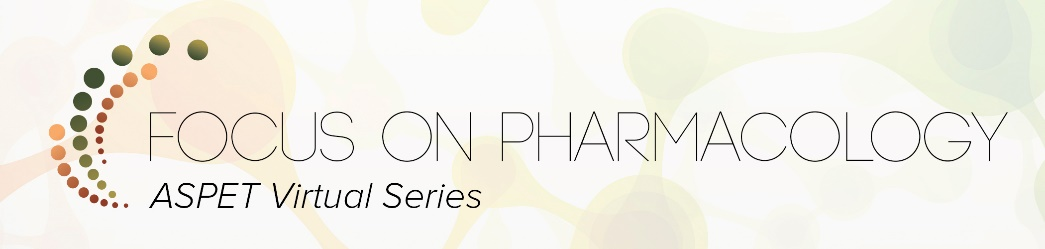 FOCUS ON PHARMACOLOGY
ASPET Virtual Series